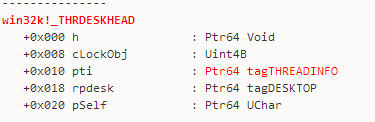 ---------------
win32k!_THRDESKHEAD
+0x000 h : Ptr64 Void
+0x008 cLockObj : Uint4B
+0x010 pti : Ptr64 tagTHREADINFO
+0x018 rpdesk : Ptr64 tagDESKTOP
+0x020 pSelf : Ptr64 UChar